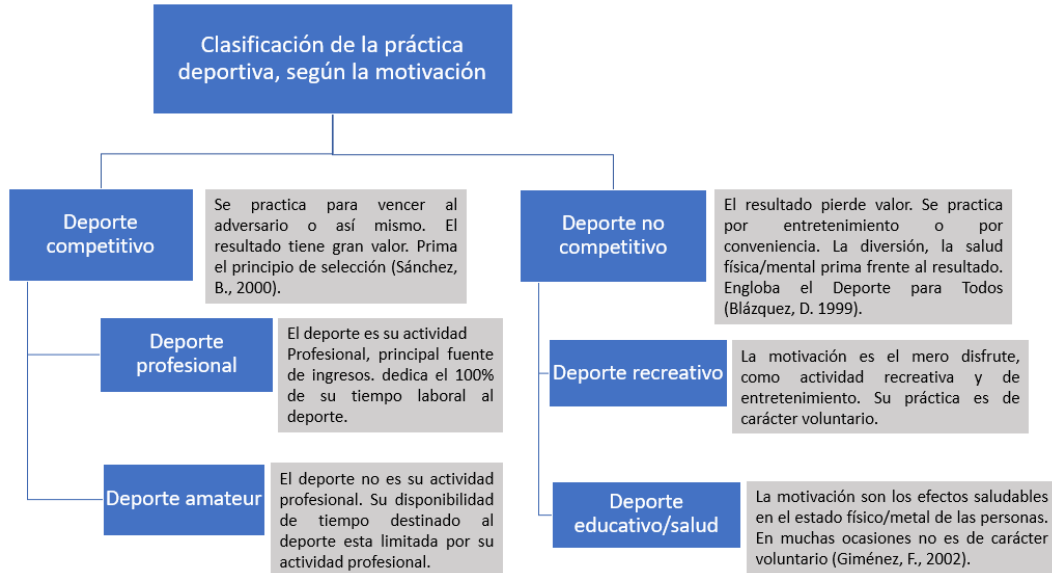 Clasificación de la práctica
deportiva, según la motivación
Deporte
competitivo
Se practica para vencer al
adversario o así mismo. El
resultado tiene gran valor. Prima
el principio de selección (Sánchez,
B., 2000).
Deporte
profesional
El deporte es su actividad
Profesional, principal fuente
de ingresos. dedica el 100%
de su tiempo laboral al
deporte.
Deporte amateur
El deporte no es su actividad
profesional. Su disponibilidad
de tiempo destinado al
deporte esta limitada por su
actividad profesional.
Deporte no
competitivo
El resultado pierde valor. Se practica
por entretenimiento o por
conveniencia. La diversión, la salud
física/mental prima frente al resultado.
Engloba el Deporte para Todos
(Blázquez, D. 1999).
Deporte recreativo
La motivación es el mero disfrute,
como actividad recreativa y de
entretenimiento. Su práctica es de
carácter voluntario.
Deporte
educativo/salud
La motivación son los efectos saludables
en el estado físico/metal de las personas.
En muchas ocasiones no es de carácter
voluntario (Giménez, F., 2002).